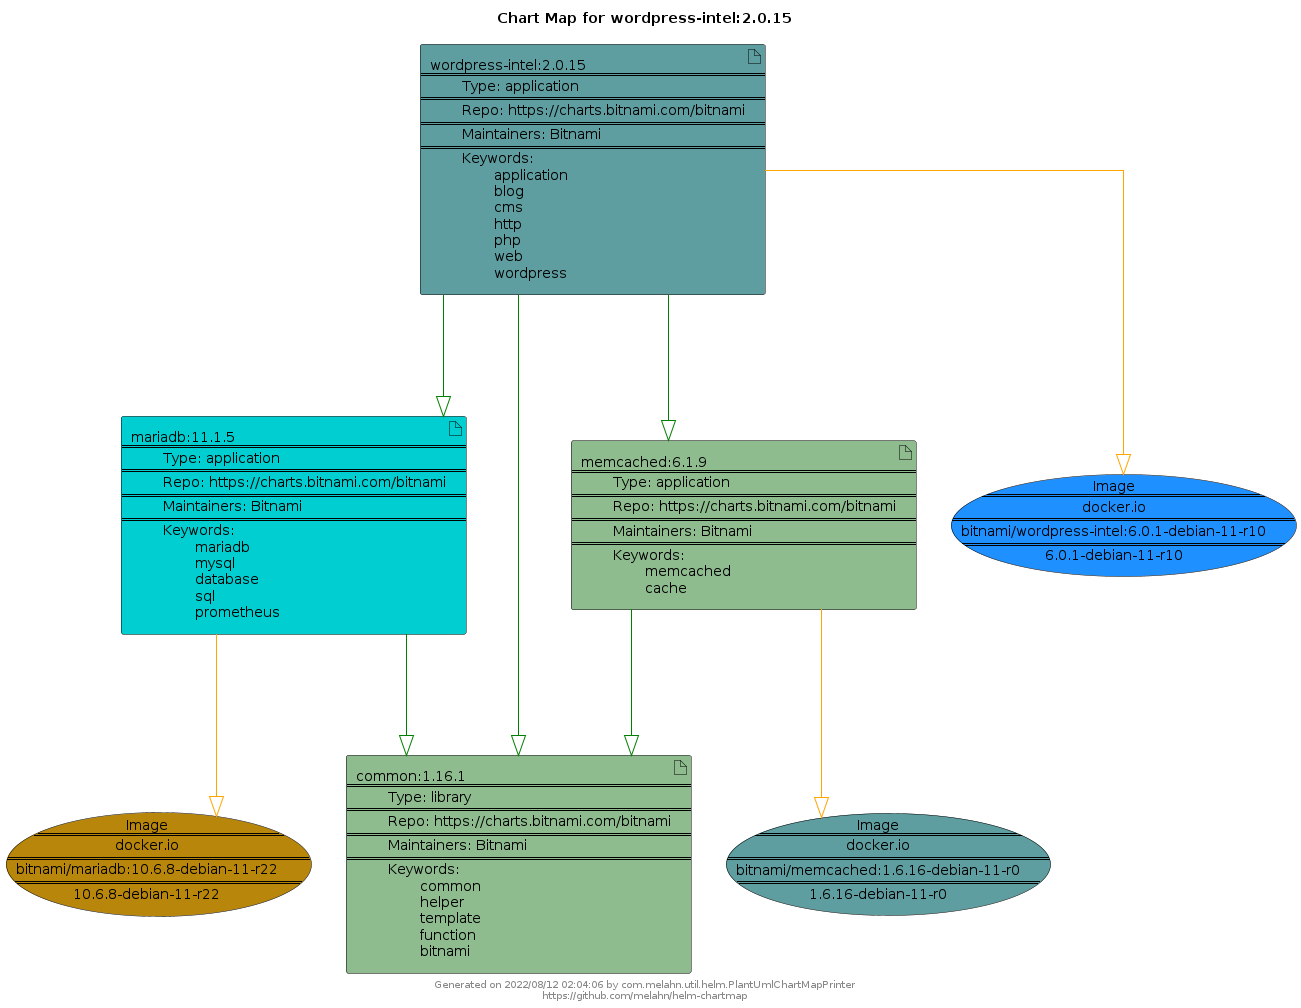 Chart Map for wordpress-intel:2.0.15
wordpress-intel:2.0.15
Type: application
Repo: https://charts.bitnami.com/bitnami
Maintainers: Bitnami
Keywords:
application
blog
cms
http
php
web
wordpress
mariadb:11.1.5
Type: application
Repo: https://charts.bitnami.com/bitnami
Maintainers: Bitnami
Keywords:
mariadb
mysql
database
sql
prometheus
memcached:6.1.9
Type: application
Repo: https://charts.bitnami.com/bitnami
Maintainers: Bitnami
Keywords:
memcached
cache
Image
docker.io
bitnami/wordpress-intel:6.0.1-debian-11-r10
6.0.1-debian-11-r10
Image
docker.io
bitnami/mariadb:10.6.8-debian-11-r22
10.6.8-debian-11-r22
common:1.16.1
Type: library
Repo: https://charts.bitnami.com/bitnami
Maintainers: Bitnami
Keywords:
common
helper
template
function
bitnami
Image
docker.io
bitnami/memcached:1.6.16-debian-11-r0
1.6.16-debian-11-r0
Generated on 2022/08/12 02:04:06 by com.melahn.util.helm.PlantUmlChartMapPrinter
https://github.com/melahn/helm-chartmap